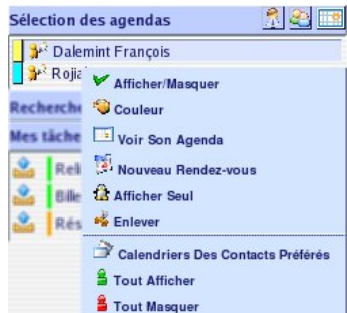 Sélection des agendas
Dalemint François
Rojia
Afficher/Masquer
Couleur
Recherche
Voir Son Agenda
Mes tâche
Nouveau Rendez-vous
Reli
Afficher Seul
Bille
Enlever
Rés
Calendriers Des Contacts Préférés
Tout Afficher
Tout Masquer